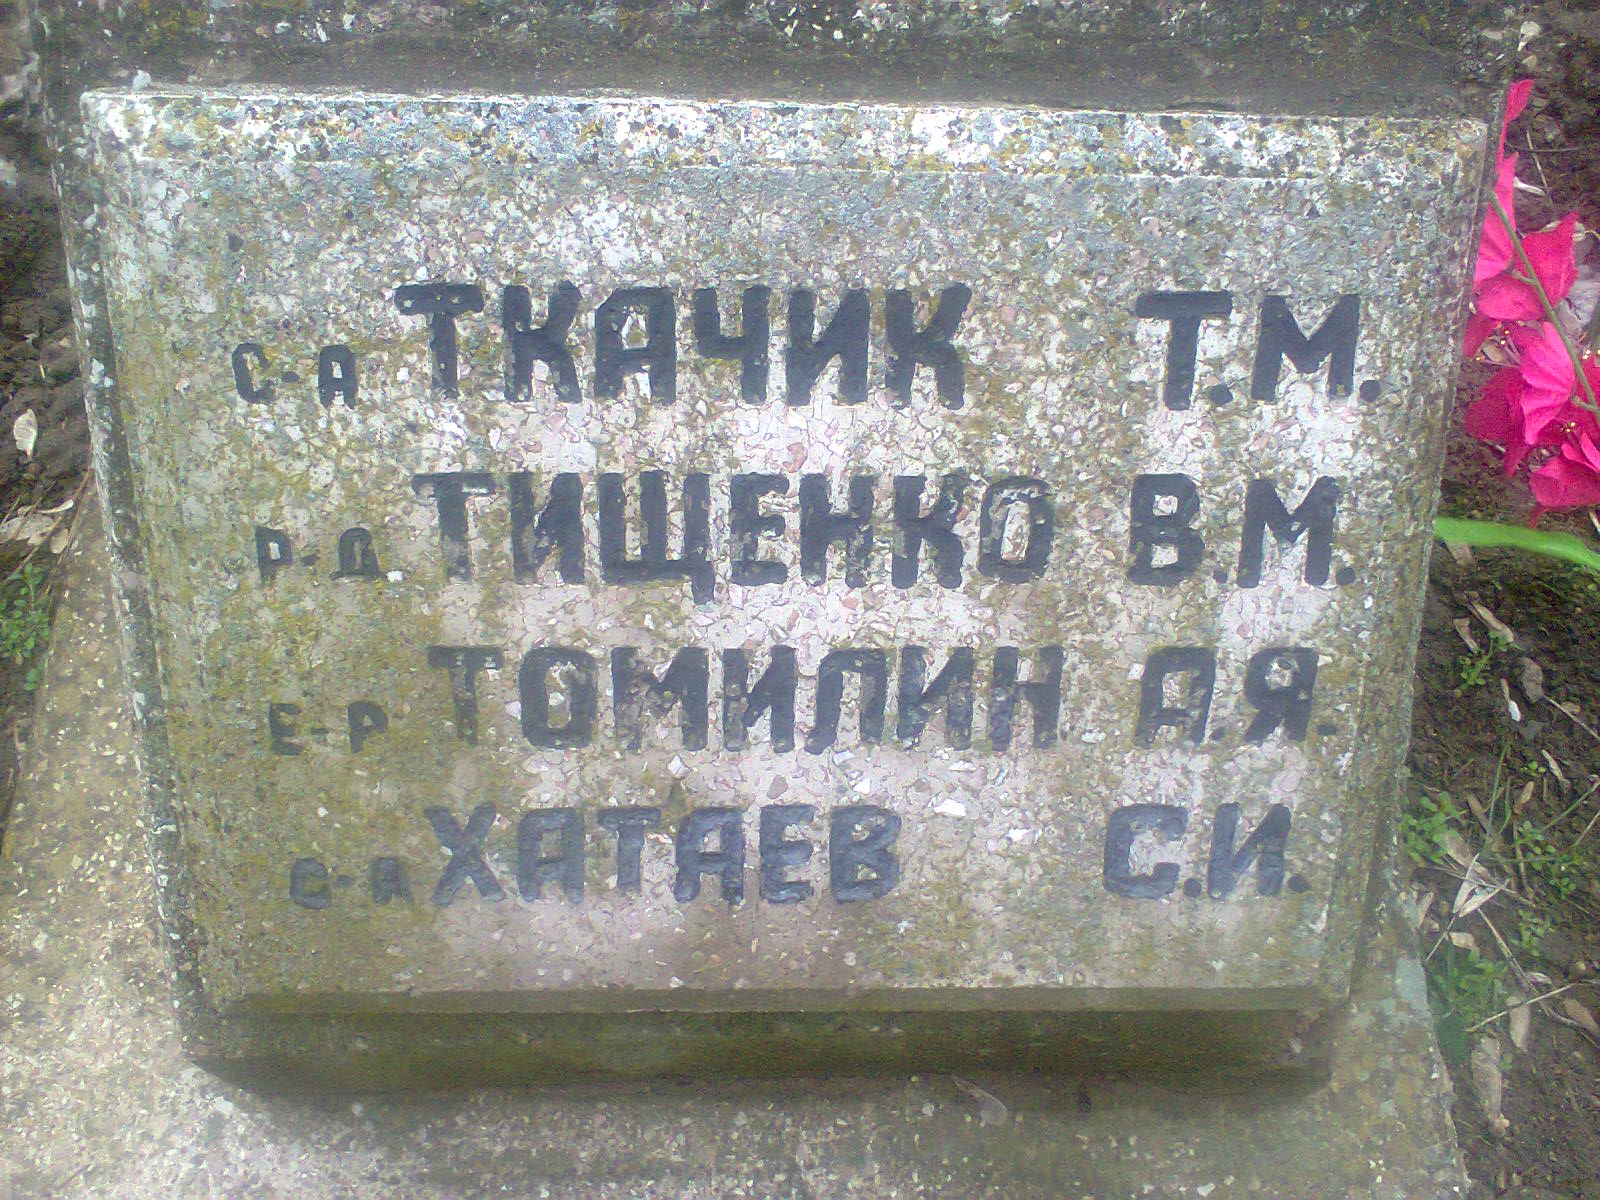 С-А ТКАЧИК Т.М.
Р-Д ТИЩЕНКО В.М.
Е-Р ТОМИЛИН А.Я.
С-А ХАТАЕВ С.И.